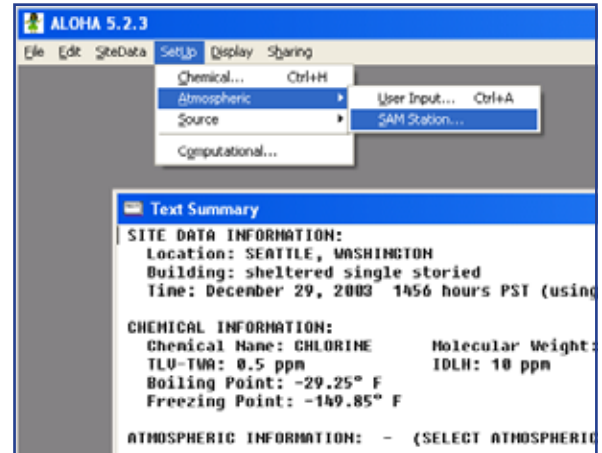 ALOHA 5.2.3
File Edit SiteData SetUp Display Sharing
Chemical... Ctrl+H
Atmospheric
User Input... Ctrl+A
Source
SAM Station...
Computational...
Text Summary
SITE DATA INFORMATION:
Location: SEATTLE, WASHINGTON
Building: sheltered single storied
Time: December 29, 2003 1456 hours PST (using
CHEMICAL INFORMATION:
Chemical Name: CHLORINE Molecular Weight:
TLV-TWA: 0.5 ppm IDLH: 10 ppm
Boiling Point: -29.25° F
Freezing Point: -149.85° F
ATMOSPHERIC INFORMATION: - (SELECT ATMOSPHERIC